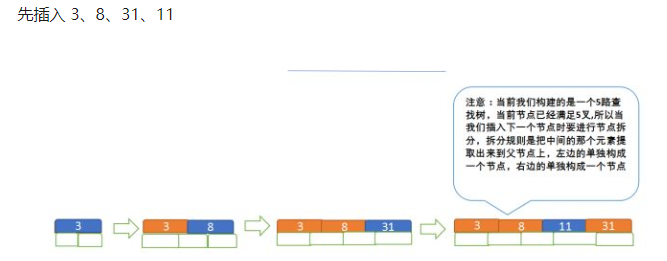 先插入 3、8、31、11
注意：当前我们构建的是一个5路查
找树，当前节点已经满足5叉,所以当
我们插入下一个节点时要进行节点拆
分，拆分规则是把中间的那个元素提
取出来到父节点上，左边的单独构成
一个节点，右边的单独构成一个节点
3 3 8 3 8 31 3 8 11 31